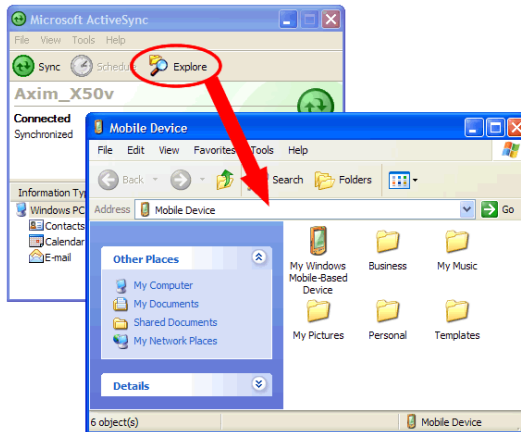 Microsoft ActiveSync
File View Tools Help
Sync Schedule Explore
Axim_X50v
Connected
Synchronized
Information Ty
Windows PC
Contacts
Calendar
E-mail
Mobile Device
File Edit View Favorites Tools Help
Back Search Folders
Address Mobile Device Go
Other Places
My Computer
My Documents
Shared Documents
My Network Places
Details
My Windows Mobile-Based Device
Business
My Music
My Pictures
Personal
Templates
6 object(s) Mobile Device